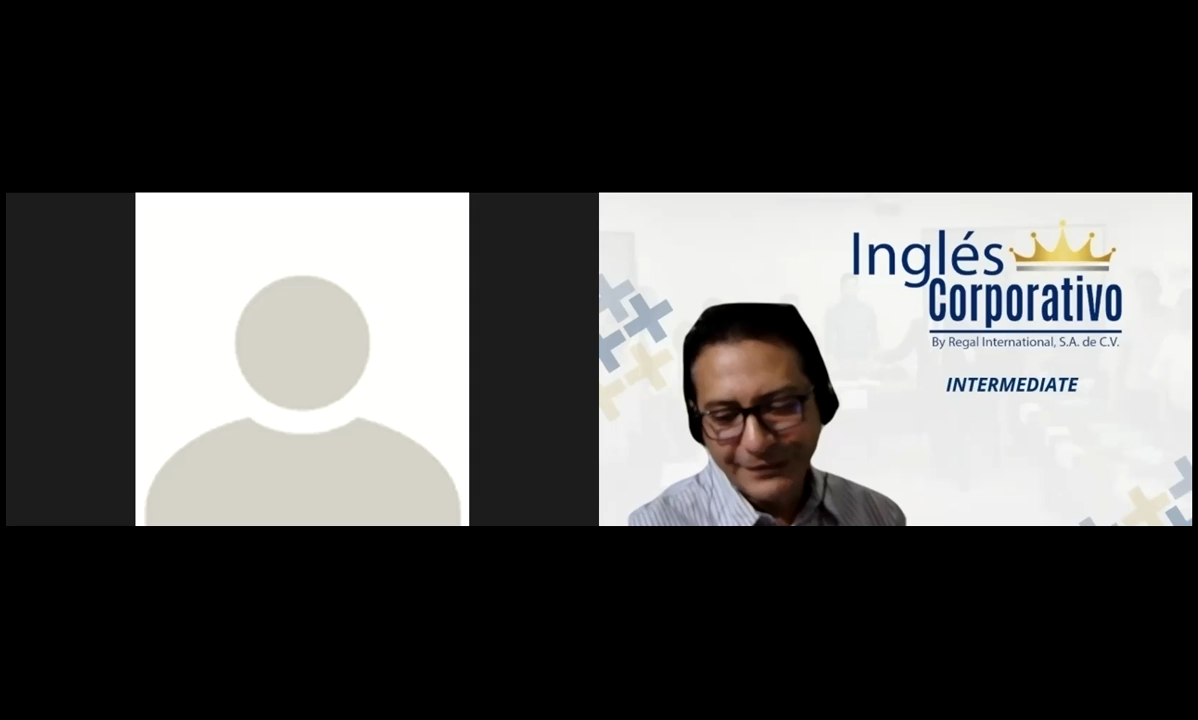 Inglés
Corporativo
By Regal International, S.A. de C.V.
INTERMEDIATE